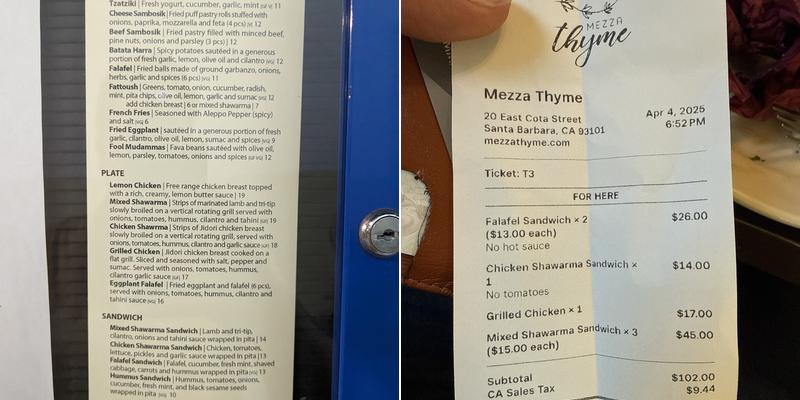 Tzatziki | Fresh yogurt, cucumber, garlic, mint (GF V) 11
Cheese Sambosik | Fried puff pastry rolls stuffed with
onions, paprika, mozzarella and feta (4 pcs) (V) 12
Beef Sambosik | Fried pastry filled with minced beef,
pine nuts, onions and parsley (3 pcs) | 12
Batata Harra | Spicy potatoes sautéed in a generous
portion of fresh garlic, lemon, olive oil and cilantro (VG) 12
Falafel | Fried balls made of ground garbanzo, onions,
herbs, garlic and spices (6 pcs) (VG) 11
Fattoush | Greens, tomato, onion, cucumber, radish,
mint, pita chips, olive oil, lemon, garlic and sumac (VG) 12
add chicken breast | 6 or mixed shawarma | 7
French Fries | Seasoned with Aleppo Pepper (spicy)
and salt (VG) 6
Fried Eggplant | sautéed in a generous portion of fresh
garlic, cilantro, olive oil, lemon, sumac and spices (VG) 9
Fool Mudammas | Fava beans sautéed with olive oil,
lemon, parsley, tomatoes, onions and spices 12
PLATE
Lemon Chicken | Free range chicken breast topped
with a rich, creamy, lemon butter sauce | 19
Mixed Shawarma | Strips of marinated lamb and tri-tip
slowly broiled on a vertical rotating grill served with
onions, tomatoes, hummus, cilantro and tahini (GF) 19
Chicken Shawrma | Strips of Jidori chicken breast
slowly broiled on a vertical rotating grill, served with
onions, tomatoes, hummus, cilantro and garlic sauce (GF) 18
Grilled Chicken | Jidori chicken breast cooked on a
flat grill. Sliced and seasoned with salt, pepper and
sumac. Served with onions, tomatoes, hummus,
cilantro garlic sauce (GF) 17
Eggplant Falafel | Fried eggplant and falafel (6 pcs),
served with onions, tomatoes, hummus, cilantro and
tahini sauce (VG) 16
SANDWICH
Mixed Shawarma Sandwich | Lamb and tri-tip,
cilantro, onions and tahini sauce wrapped in pita | 14
Chicken Shawarma Sandwich | Chicken, tomatoes,
lettuce, pickles and garlic sauce wrapped in pita | 13
Falafel Sandwich | Falafel, cucumber, fresh mint, shaved
cabbage, carrots and hummus wrapped in pita (VG) 13
Hummus Sandwich | Hummus, tomatoes, onions,
cucumber, fresh mint, and black sesame seeds
wrapped in pita (VG) 10
MEZZA
thyme
Mezza Thyme
20 East Cota Street
Santa Barbara, CA 93101
mezzathyme.com
Apr 4, 2025
6:52 PM
Ticket: T3
FOR HERE
Falafel Sandwich × 2 $26.00
($13.00 each)
No hot sauce
Chicken Shawarma Sandwich × $14.00
1
No tomatoes
Grilled Chicken × 1 $17.00
Mixed Shawarma Sandwich × 3 $45.00
($15.00 each)
Subtotal $102.00
CA Sales Tax $9.44